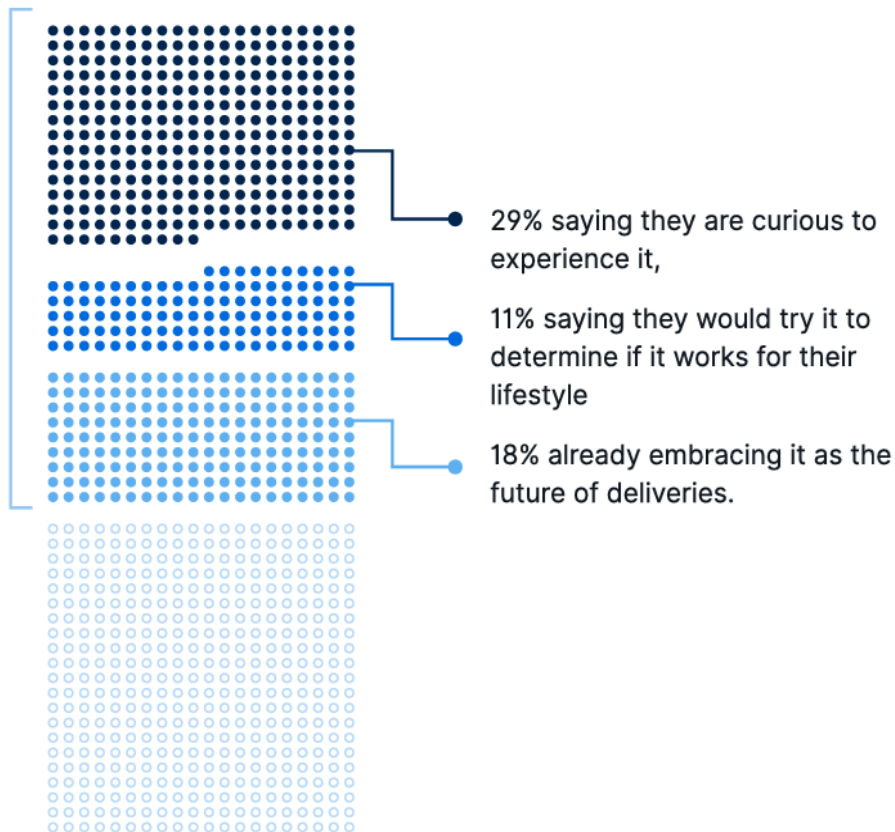 29% saying they are curious to
experience it,
11% saying they would try it to
determine if it works for their
lifestyle
18% already embracing it as the
future of deliveries.